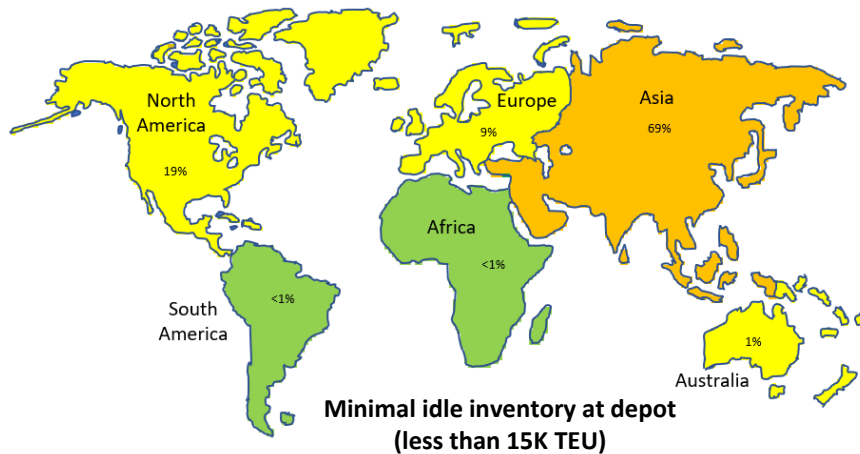 North
America
19%
Europe
9%
Asia
69%
Africa
<1%
<1%
South
America
1%
Australia
Minimal idle inventory at depot
(less than 15K TEU)